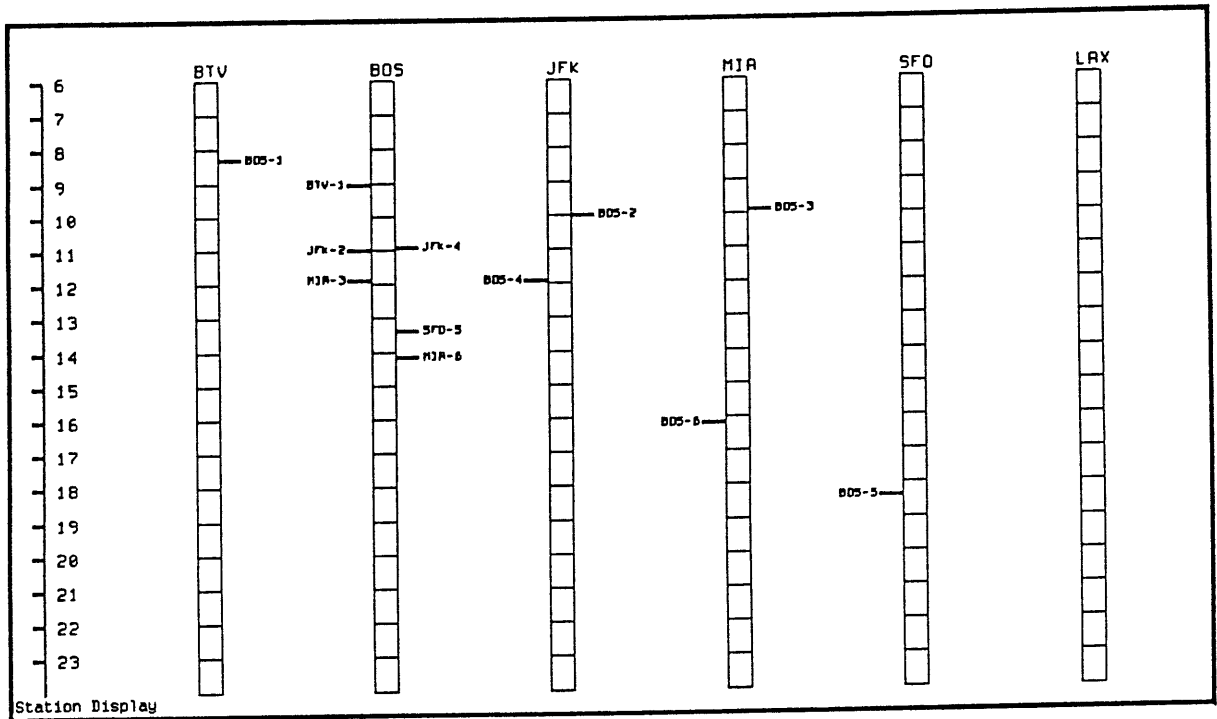 BTV BOS JFK MIA SFO LAX
6
7
8
BOS-1
9
BTV-1
10
BOS-2
BOS-3
11
JFK-2
JFK-4
12
MIA-3
BOS-4
13
SFO-5
14
MIA-6
15
16
BOS-6
17
18
BOS-5
19
20
21
22
23
Station Display